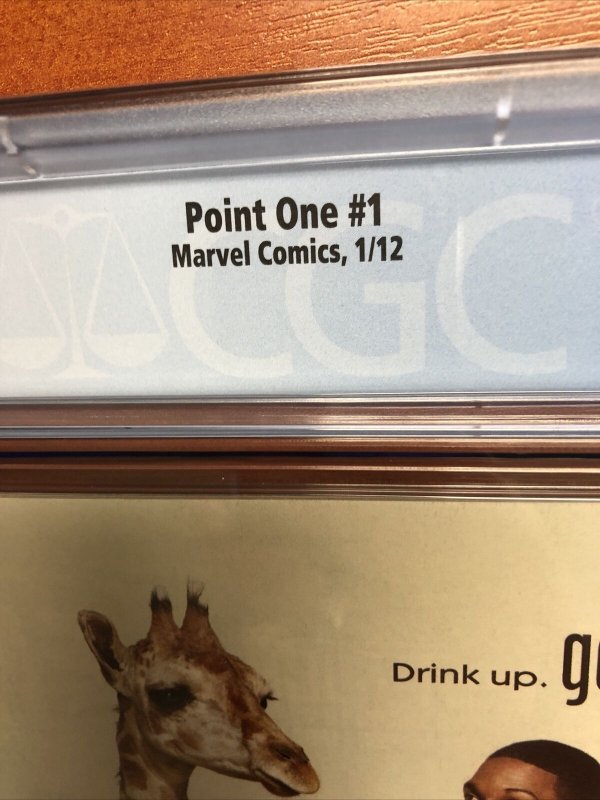 Point One #1
Marvel Comics, 1/12
CGC
Drink up.